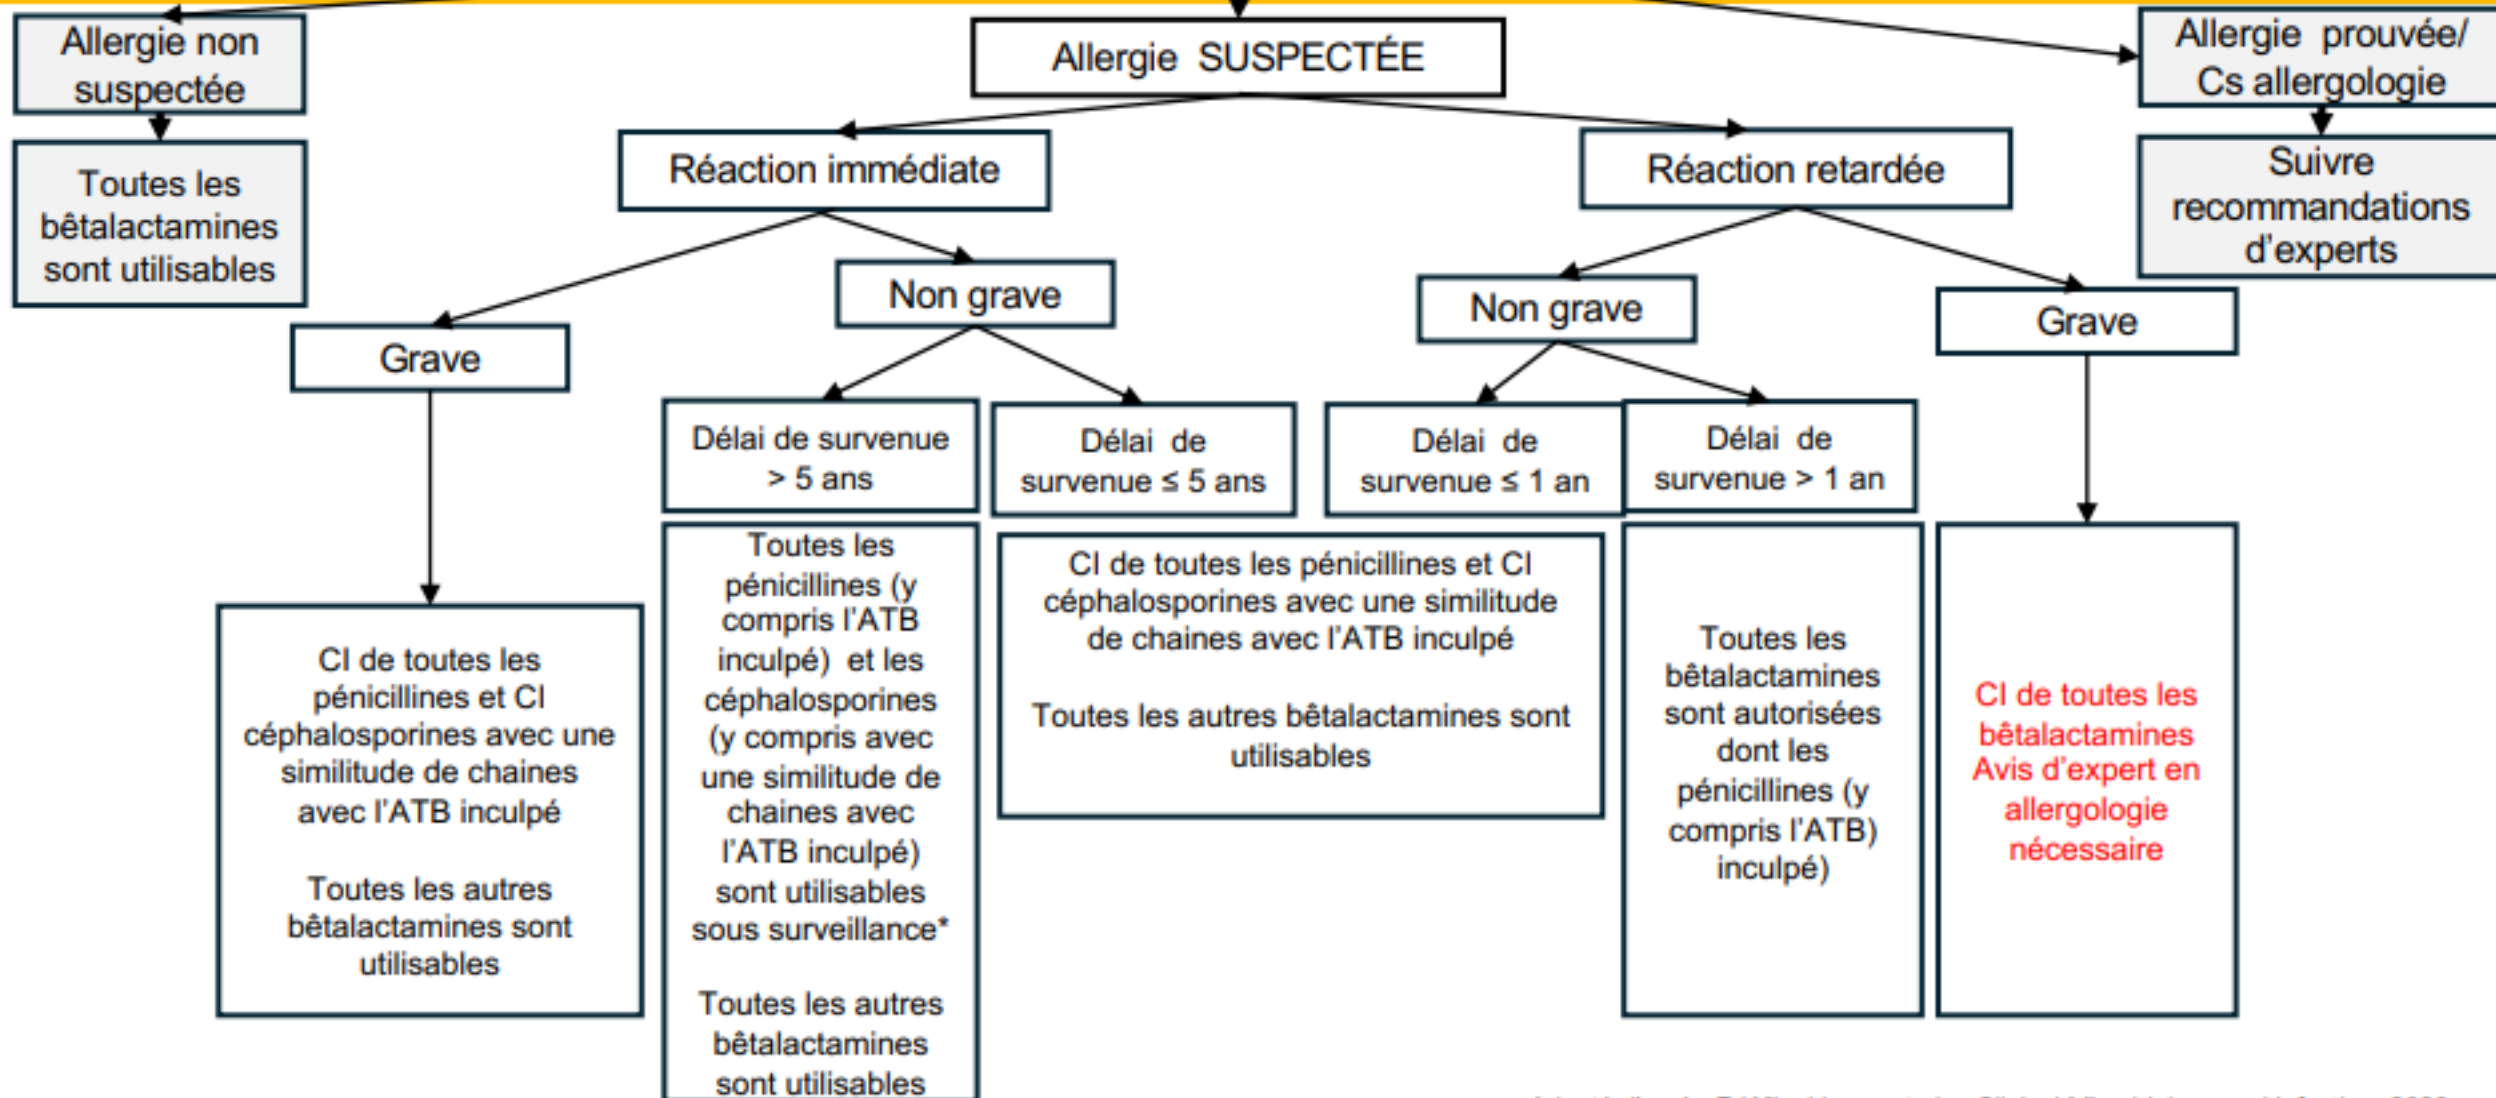 Allergie non
suspectée
Toutes les
bêtalactamines
sont utilisables
Allergie SUSPECTÉE
Allergie prouvée/
Cs allergologie
Suivre
recommandations
d'experts
Réaction immédiate
Réaction retardée
Grave
Non grave
Non grave
Grave
Délai de survenue
> 5 ans
Délai de
survenue ≤ 5 ans
Délai de
survenue ≤ 1 an
Délai de
survenue > 1 an
CI de toutes les
pénicillines et CI
céphalosporines avec une
similitude de chaines
avec l'ATB inculpé
Toutes les autres
bêtalactamines sont
utilisables
Toutes les
pénicillines (y
compris l'ATB
inculpé) et les
céphalosporines
(y compris avec
une similitude de
chaines avec
l'ATB inculpé)
sont utilisables
sous surveillance*
Toutes les autres
bêtalactamines
sont utilisables
CI de toutes les pénicillines et CI
céphalosporines avec une similitude
de chaines avec l'ATB inculpé
Toutes les autres bêtalactamines sont
utilisables
Toutes les
bêtalactamines
sont autorisées
dont les
pénicillines (y
compris l'ATB)
inculpé)
CI de toutes les
bêtalactamines
Avis d'expert en
allergologie
nécessaire